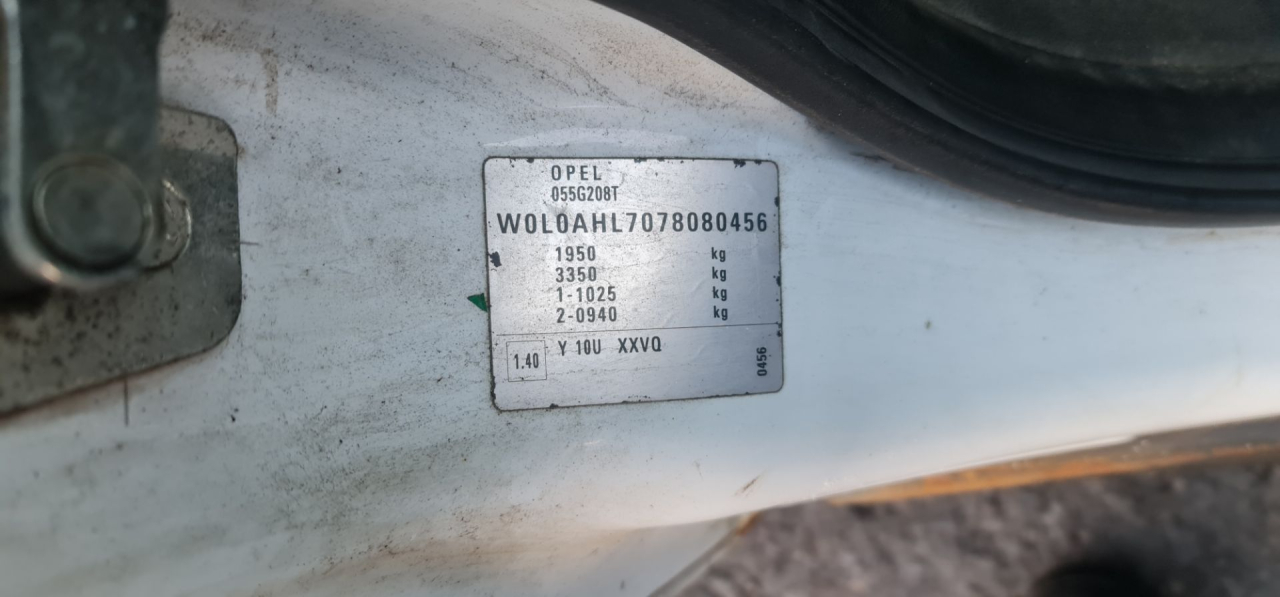 OPEL
055G208T
W0L0AHL7078080456
1950 kg
3350 kg
1-1025 kg
2-0940 kg
1.40 Y 10U XXVQ
0456